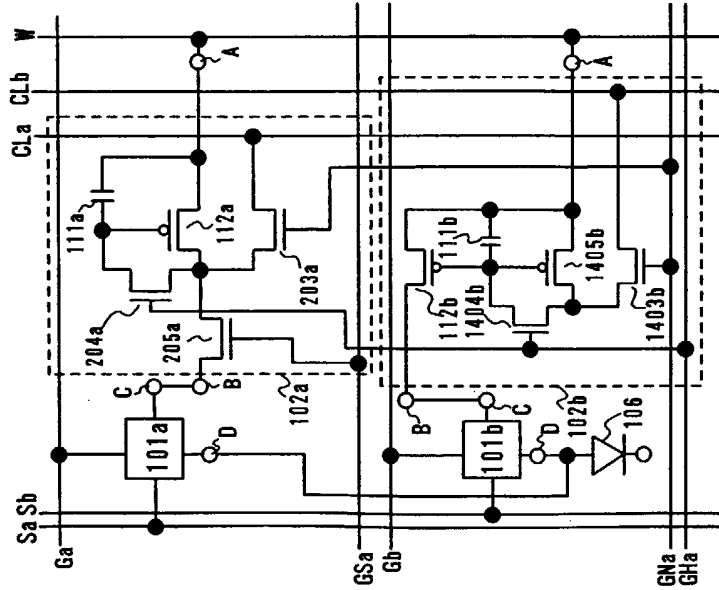 W
CLb
CLa
A
A
111a
112a
203a
204a
205a
102a
C
B
101a
D
Sa
Sb
Ga
GSa
Gb
111b
112b
1404b
1405b
1403b
102b
B
C
101b
D
106
GNa
GHa